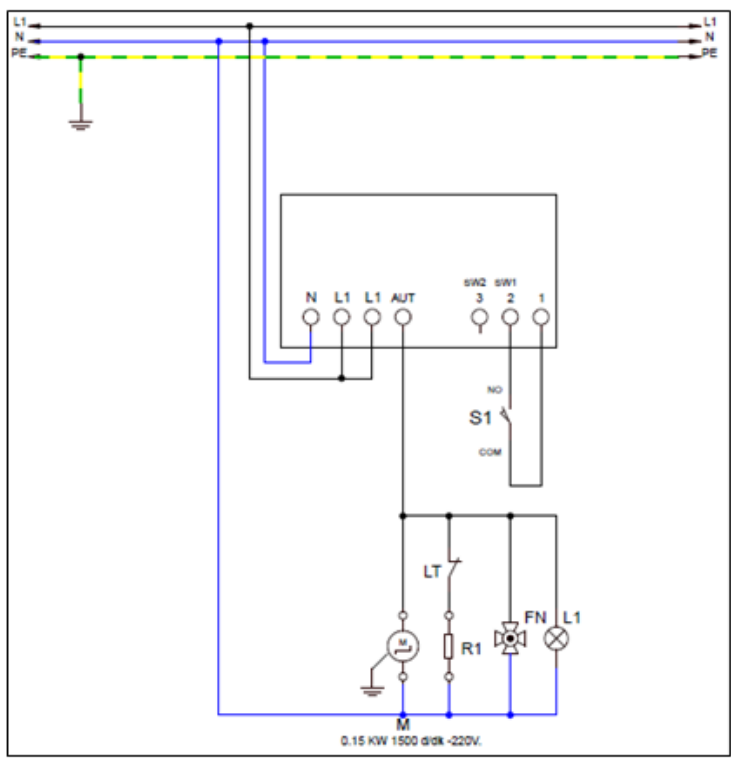 L1 L1
N N
PE PE
SW2 SW1
N L1 L1 AUT 3 2 1
NO
S1
COM
LT
FN L1
M
R1
M
0.15 KW 1500 d/dk -220V.